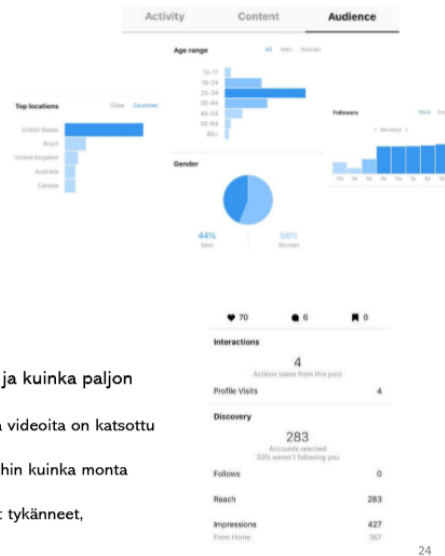 Activity Content Audience
Age range All Men Women
13-17
18-24
25-34
35-44
45-54
55-64
65+
Top locations Cities Countries
United States
Brazil
United Kingdom
Australia
Canada
Followers
< Mondays >
Gender
44% 56%
Men Women
70 6 0
Interactions
4
Actions taken from this post
Profile Visits 4
Discovery
283
Accounts reached
20% weren't following you
Follows 0
Reach 283
Impressions 427
From Home 367
ja kuinka paljon
videoita on katsottu
hin kuinka monta
tykänneet,
24